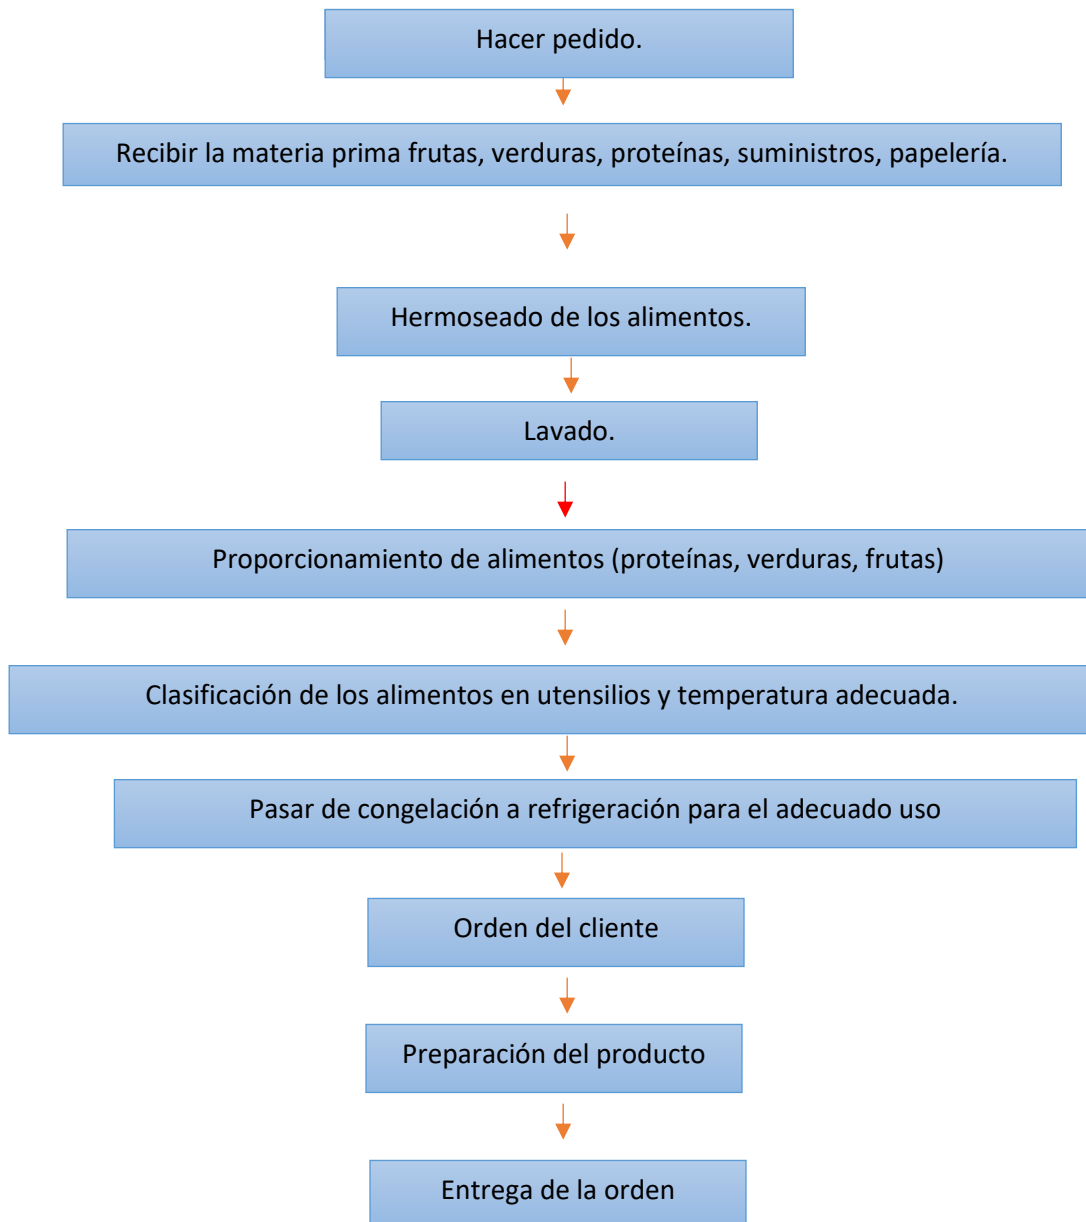 Hacer pedido.
Recibir la materia prima frutas, verduras, proteínas, suministros, papelería.
Hermoseado de los alimentos.
Lavado.
Proporcionamiento de alimentos (proteínas, verduras, frutas)
Clasificación de los alimentos en utensilios y temperatura adecuada.
Pasar de congelación a refrigeración para el adecuado uso
Orden del cliente
Preparación del producto
Entrega de la orden